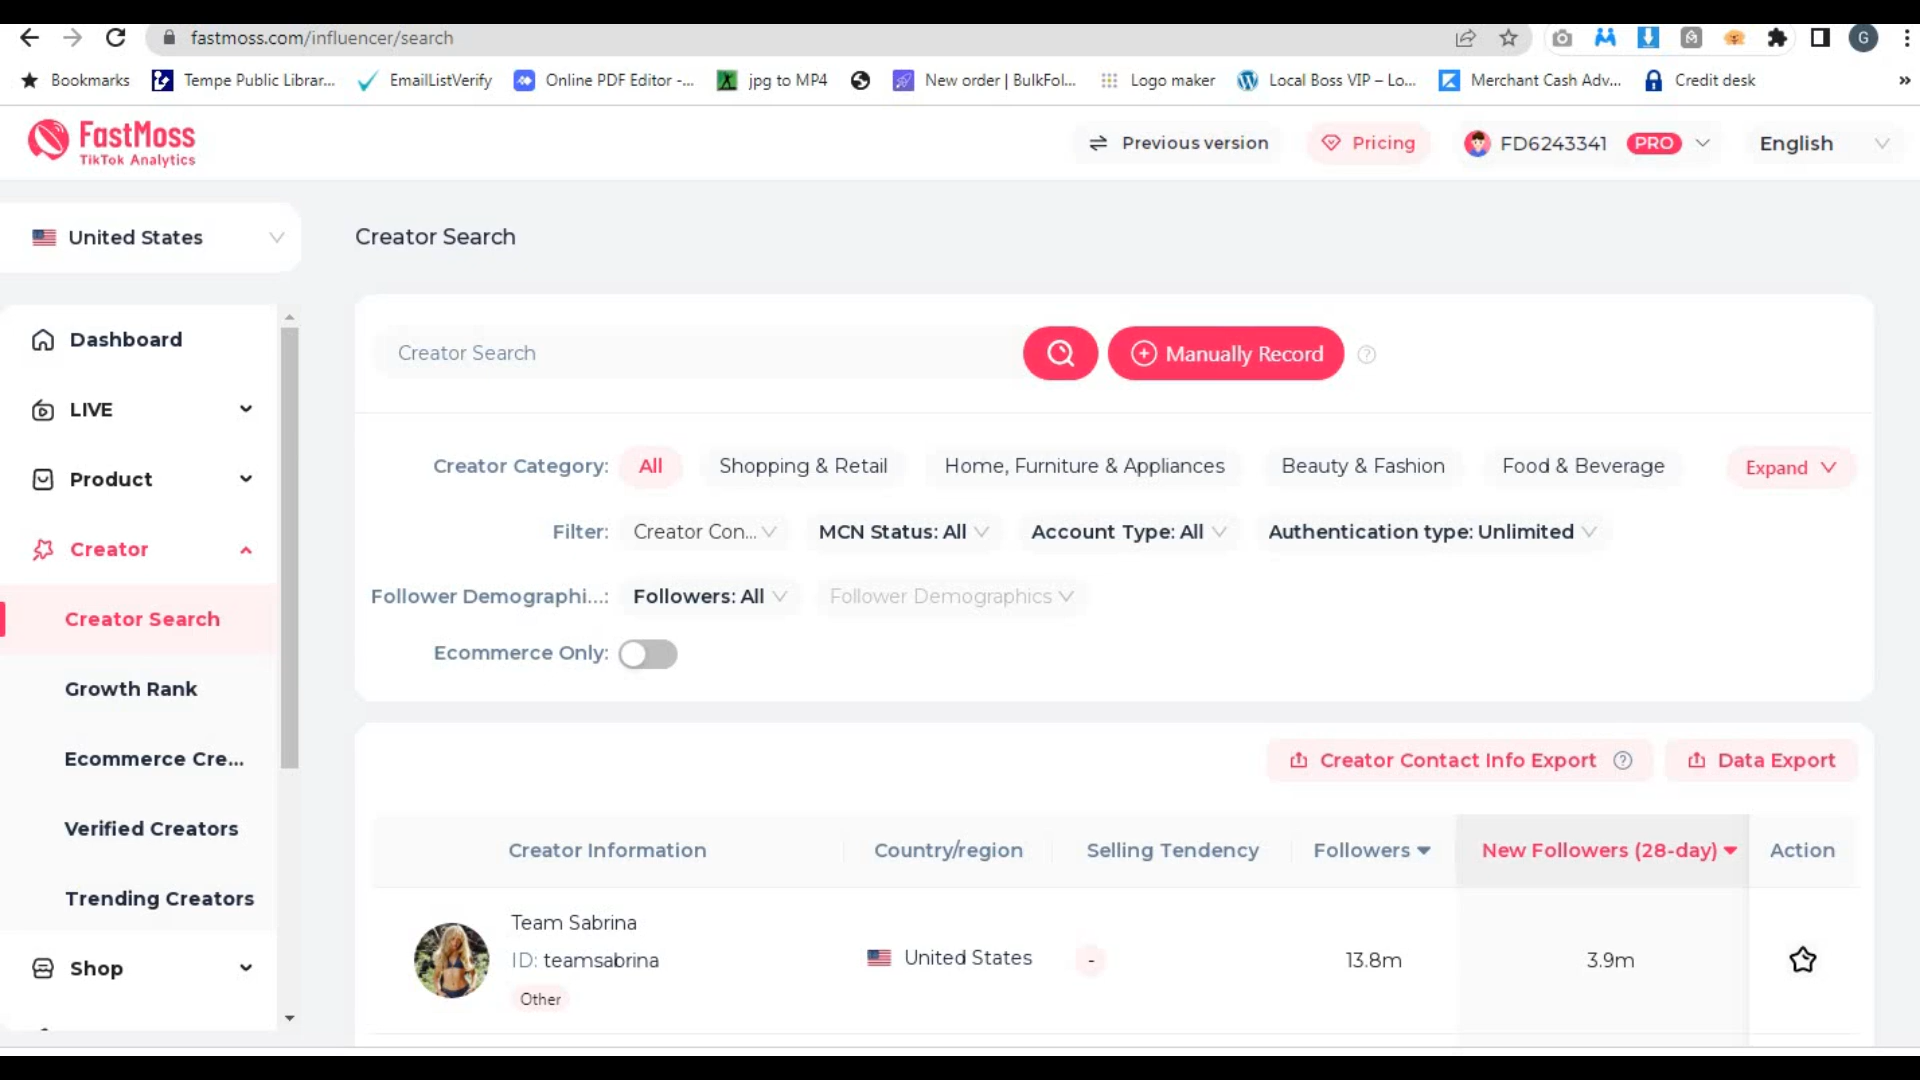 fastmoss.com/influencer/search
G
Bookmarks
Tempe Public Librar...
EmailListVerify
Online PDF Editor -...
jpg to MP4
New order | BulkFol...
Logo maker
Local Boss VIP – Lo...
Merchant Cash Adv...
Credit desk
»
FastMoss
TikTok Analytics
Previous version
Pricing
FD6243341
PRO
English
United States
Creator Search
Dashboard
LIVE
Product
Creator
Creator Search
Growth Rank
Ecommerce Cre...
Verified Creators
Trending Creators
Shop
Creator Search
Manually Record
?
Creator Category: All Shopping & Retail Home, Furniture & Appliances Beauty & Fashion Food & Beverage Expand
Filter: Creator Con... MCN Status: All Account Type: All Authentication type: Unlimited
Follower Demographi...: Followers: All Follower Demographics
Ecommerce Only:
Creator Contact Info Export ? Data Export
Creator Information Country/region Selling Tendency Followers New Followers (28-day) Action
Team Sabrina
ID: teamsabrina
Other
United States
-
13.8m
3.9m